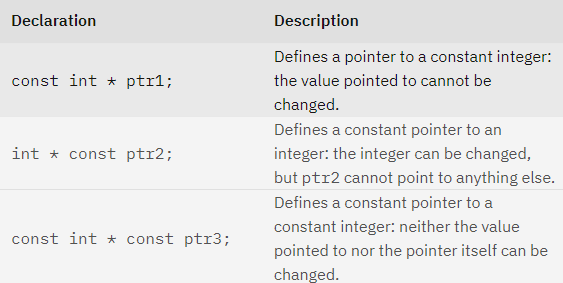 Declaration Description
const int * ptr1; Defines a pointer to a constant integer:
the value pointed to cannot be
changed.
int * const ptr2; Defines a constant pointer to an
integer: the integer can be changed,
but ptr2 cannot point to anything else.
const int * const ptr3; Defines a constant pointer to a
constant integer: neither the value
pointed to nor the pointer itself can be
changed.